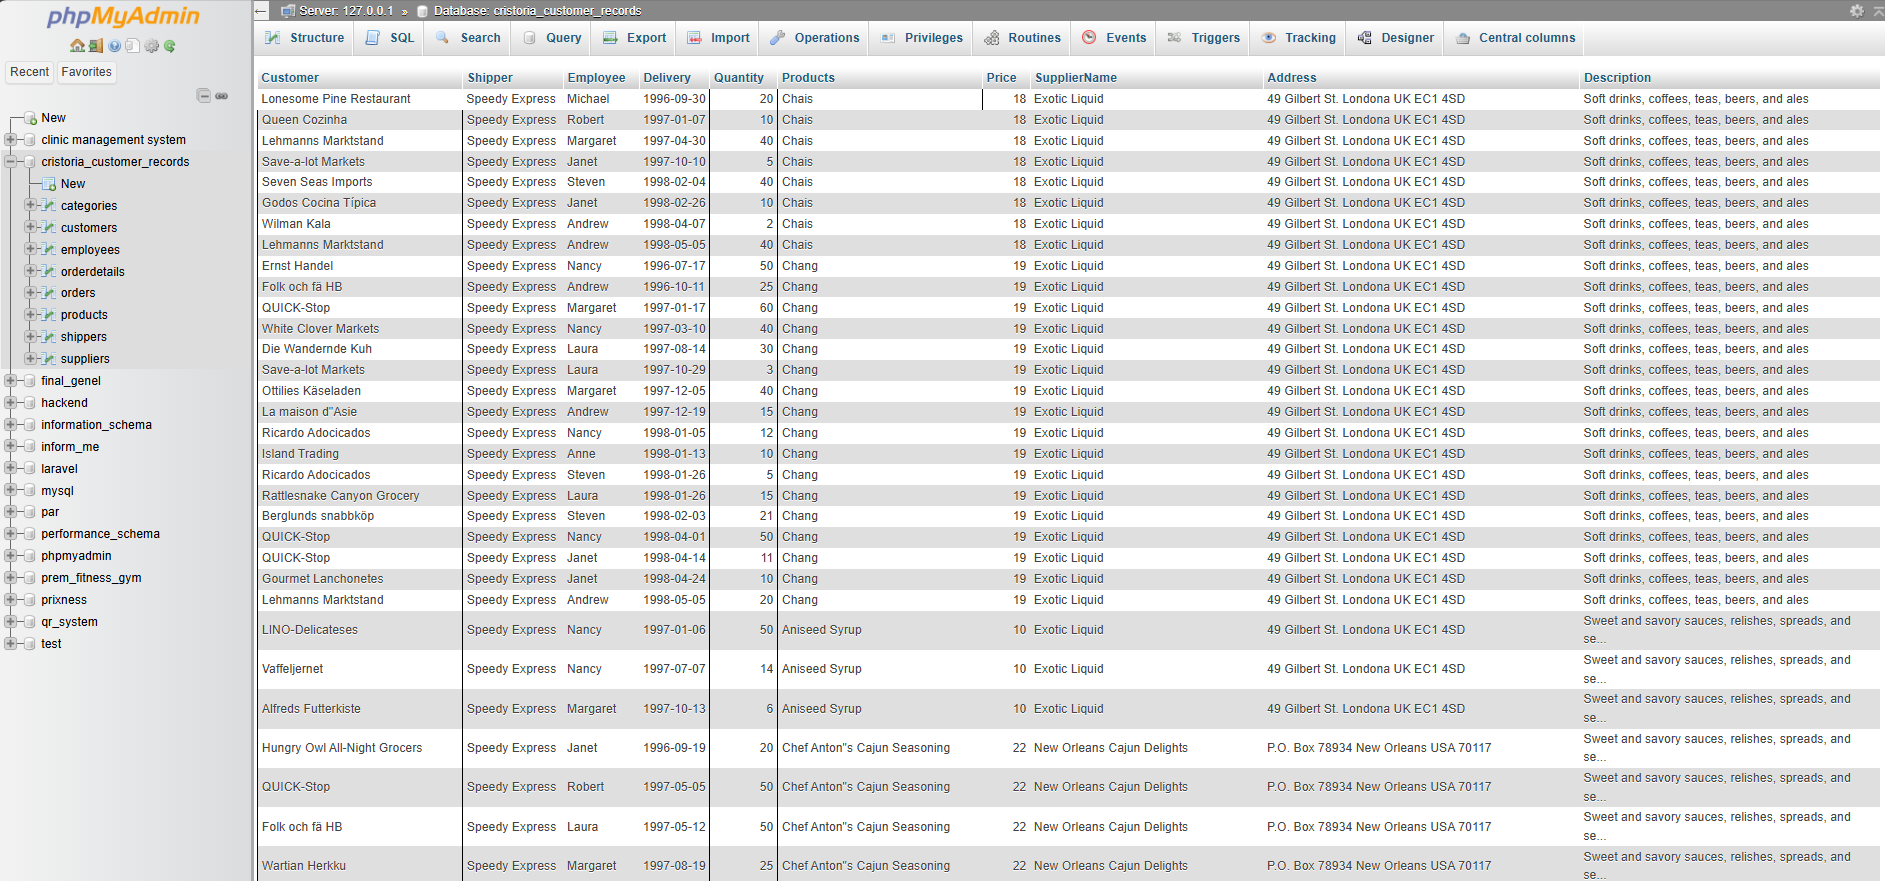 phpMyAdmin
Recent Favorites
New
clinic management system
cristoria_customer_records
New
categories
customers
employees
orderdetails
orders
products
shippers
suppliers
final_genel
hackend
information_schema
inform_me
laravel
mysql
par
performance_schema
phpmyadmin
prem_fitness_gym
prixness
qr_system
test
Server: 127.0.0.1 » Database: cristoria_customer_records
Structure SQL Search Query Export Import Operations Privileges Routines Events Triggers Tracking Designer Central columns
Customer Shipper Employee Delivery Quantity Products Price SupplierName Address Description
Lonesome Pine Restaurant Speedy Express Michael 1996-09-30 20 Chais 18 Exotic Liquid 49 Gilbert St. Londona UK EC1 4SD Soft drinks, coffees, teas, beers, and ales
Queen Cozinha Speedy Express Robert 1997-01-07 10 Chais 18 Exotic Liquid 49 Gilbert St. Londona UK EC1 4SD Soft drinks, coffees, teas, beers, and ales
Lehmanns Marktstand Speedy Express Margaret 1997-04-30 40 Chais 18 Exotic Liquid 49 Gilbert St. Londona UK EC1 4SD Soft drinks, coffees, teas, beers, and ales
Save-a-lot Markets Speedy Express Janet 1997-10-10 5 Chais 18 Exotic Liquid 49 Gilbert St. Londona UK EC1 4SD Soft drinks, coffees, teas, beers, and ales
Seven Seas Imports Speedy Express Steven 1998-02-04 40 Chais 18 Exotic Liquid 49 Gilbert St. Londona UK EC1 4SD Soft drinks, coffees, teas, beers, and ales
Godos Cocina Típica Speedy Express Janet 1998-02-26 10 Chais 18 Exotic Liquid 49 Gilbert St. Londona UK EC1 4SD Soft drinks, coffees, teas, beers, and ales
Wilman Kala Speedy Express Andrew 1998-04-07 2 Chais 18 Exotic Liquid 49 Gilbert St. Londona UK EC1 4SD Soft drinks, coffees, teas, beers, and ales
Lehmanns Marktstand Speedy Express Andrew 1998-05-05 40 Chais 18 Exotic Liquid 49 Gilbert St. Londona UK EC1 4SD Soft drinks, coffees, teas, beers, and ales
Ernst Handel Speedy Express Nancy 1996-07-17 50 Chang 19 Exotic Liquid 49 Gilbert St. Londona UK EC1 4SD Soft drinks, coffees, teas, beers, and ales
Folk och fä HB Speedy Express Andrew 1996-10-11 25 Chang 19 Exotic Liquid 49 Gilbert St. Londona UK EC1 4SD Soft drinks, coffees, teas, beers, and ales
QUICK-Stop Speedy Express Margaret 1997-01-17 60 Chang 19 Exotic Liquid 49 Gilbert St. Londona UK EC1 4SD Soft drinks, coffees, teas, beers, and ales
White Clover Markets Speedy Express Nancy 1997-03-10 40 Chang 19 Exotic Liquid 49 Gilbert St. Londona UK EC1 4SD Soft drinks, coffees, teas, beers, and ales
Die Wandernde Kuh Speedy Express Laura 1997-08-14 30 Chang 19 Exotic Liquid 49 Gilbert St. Londona UK EC1 4SD Soft drinks, coffees, teas, beers, and ales
Save-a-lot Markets Speedy Express Laura 1997-10-29 3 Chang 19 Exotic Liquid 49 Gilbert St. Londona UK EC1 4SD Soft drinks, coffees, teas, beers, and ales
Ottilies Käseladen Speedy Express Margaret 1997-12-05 40 Chang 19 Exotic Liquid 49 Gilbert St. Londona UK EC1 4SD Soft drinks, coffees, teas, beers, and ales
La maison d"Asie Speedy Express Andrew 1997-12-19 15 Chang 19 Exotic Liquid 49 Gilbert St. Londona UK EC1 4SD Soft drinks, coffees, teas, beers, and ales
Ricardo Adocicados Speedy Express Nancy 1998-01-05 12 Chang 19 Exotic Liquid 49 Gilbert St. Londona UK EC1 4SD Soft drinks, coffees, teas, beers, and ales
Island Trading Speedy Express Anne 1998-01-13 10 Chang 19 Exotic Liquid 49 Gilbert St. Londona UK EC1 4SD Soft drinks, coffees, teas, beers, and ales
Ricardo Adocicados Speedy Express Steven 1998-01-26 5 Chang 19 Exotic Liquid 49 Gilbert St. Londona UK EC1 4SD Soft drinks, coffees, teas, beers, and ales
Rattlesnake Canyon Grocery Speedy Express Laura 1998-01-26 15 Chang 19 Exotic Liquid 49 Gilbert St. Londona UK EC1 4SD Soft drinks, coffees, teas, beers, and ales
Berglunds snabbköp Speedy Express Steven 1998-02-03 21 Chang 19 Exotic Liquid 49 Gilbert St. Londona UK EC1 4SD Soft drinks, coffees, teas, beers, and ales
QUICK-Stop Speedy Express Nancy 1998-04-01 50 Chang 19 Exotic Liquid 49 Gilbert St. Londona UK EC1 4SD Soft drinks, coffees, teas, beers, and ales
QUICK-Stop Speedy Express Janet 1998-04-14 11 Chang 19 Exotic Liquid 49 Gilbert St. Londona UK EC1 4SD Soft drinks, coffees, teas, beers, and ales
Gourmet Lanchonetes Speedy Express Janet 1998-04-24 10 Chang 19 Exotic Liquid 49 Gilbert St. Londona UK EC1 4SD Soft drinks, coffees, teas, beers, and ales
Lehmanns Marktstand Speedy Express Andrew 1998-05-05 20 Chang 19 Exotic Liquid 49 Gilbert St. Londona UK EC1 4SD Soft drinks, coffees, teas, beers, and ales
LINO-Delicateses Speedy Express Nancy 1997-01-06 50 Aniseed Syrup 10 Exotic Liquid 49 Gilbert St. Londona UK EC1 4SD Sweet and savory sauces, relishes, spreads, and
se...
Vaffeljernet Speedy Express Nancy 1997-07-07 14 Aniseed Syrup 10 Exotic Liquid 49 Gilbert St. Londona UK EC1 4SD Sweet and savory sauces, relishes, spreads, and
se...
Alfreds Futterkiste Speedy Express Margaret 1997-10-13 6 Aniseed Syrup 10 Exotic Liquid 49 Gilbert St. Londona UK EC1 4SD Sweet and savory sauces, relishes, spreads, and
se...
Hungry Owl All-Night Grocers Speedy Express Janet 1996-09-19 20 Chef Anton"s Cajun Seasoning 22 New Orleans Cajun Delights P.O. Box 78934 New Orleans USA 70117 Sweet and savory sauces, relishes, spreads, and
se...
QUICK-Stop Speedy Express Robert 1997-05-05 50 Chef Anton"s Cajun Seasoning 22 New Orleans Cajun Delights P.O. Box 78934 New Orleans USA 70117 Sweet and savory sauces, relishes, spreads, and
se...
Folk och fä HB Speedy Express Laura 1997-05-12 50 Chef Anton"s Cajun Seasoning 22 New Orleans Cajun Delights P.O. Box 78934 New Orleans USA 70117 Sweet and savory sauces, relishes, spreads, and
se...
Wartian Herkku Speedy Express Margaret 1997-08-19 25 Chef Anton"s Cajun Seasoning 22 New Orleans Cajun Delights P.O. Box 78934 New Orleans USA 70117 Sweet and savory sauces, relishes, spreads, and
se...